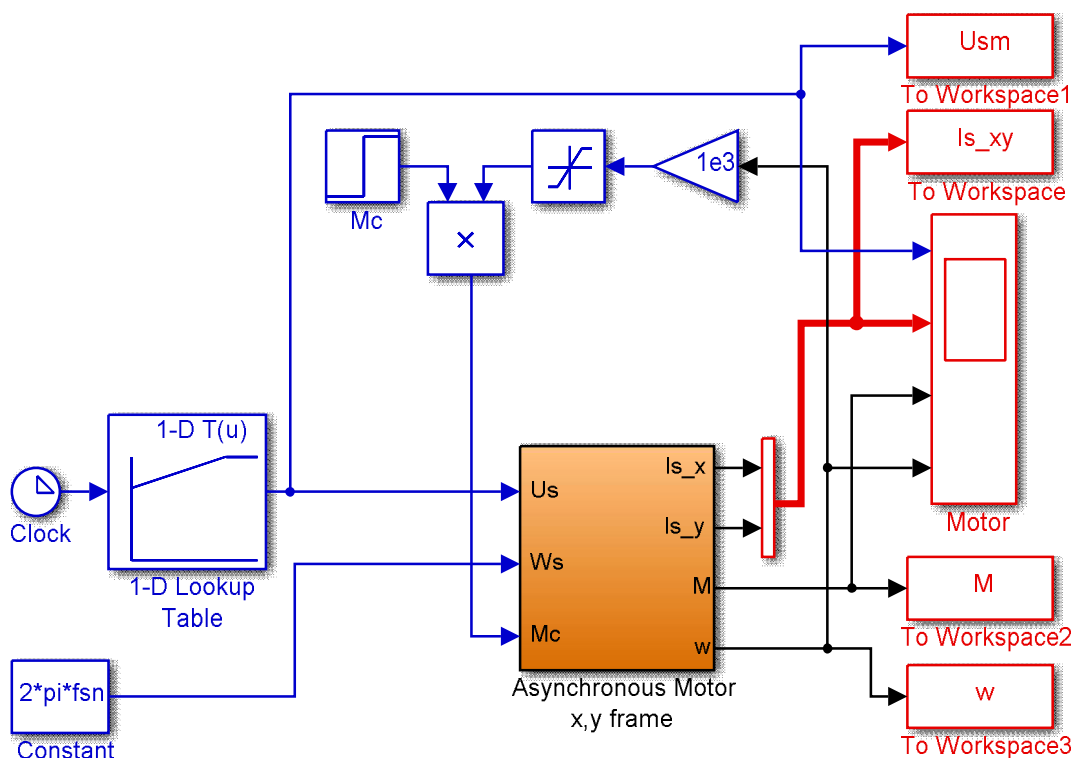 Usm
To Workspace1
Is_xy
To Workspace
1e3
Mc
×
Motor
1-D T(u)
Clock
1-D Lookup
Table
Us
Ws
Mc
Is_x
Is_y
M
w
Asynchronous Motor
x,y frame
M
To Workspace2
w
To Workspace3
2*pi*fsn
Constant